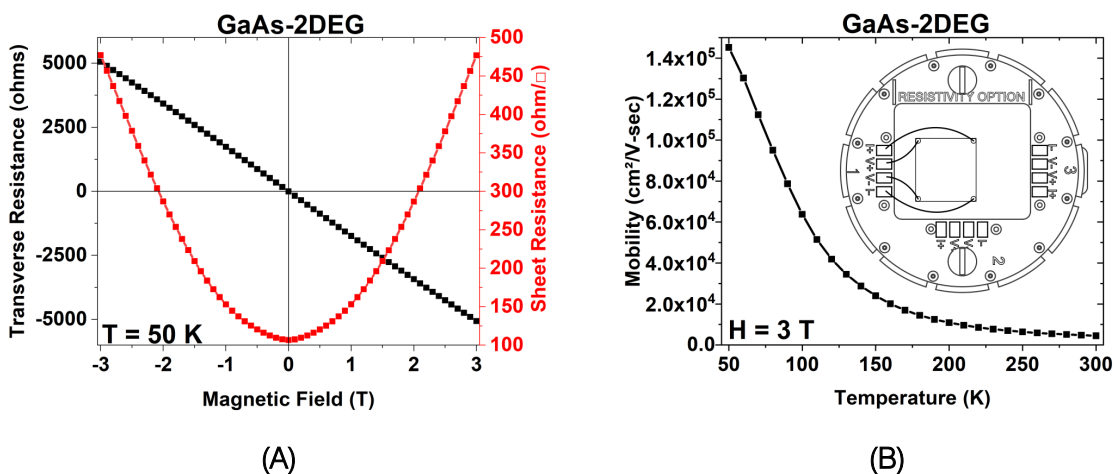 GaAs-2DEG
Transverse Resistance (ohms)
5000
2500
0
-2500
-5000
500
450
400
350
300
250
200
150
100
Sheet Resistance (ohm/□)
T = 50 K
-3 -2 -1 0 1 2 3
Magnetic Field (T)
(A)
GaAs-2DEG
Mobility (cm²/V-sec)
1.4x10⁵
1.2x10⁵
1.0x10⁵
8.0x10⁴
6.0x10⁴
4.0x10⁴
2.0x10⁴
0.0
RESISTIVITY OPTION
1
I+ V+ V- I-
3
I- V- V+ I+
2
I+ V+ V- I-
H = 3 T
50 100 150 200 250 300
Temperature (K)
(B)